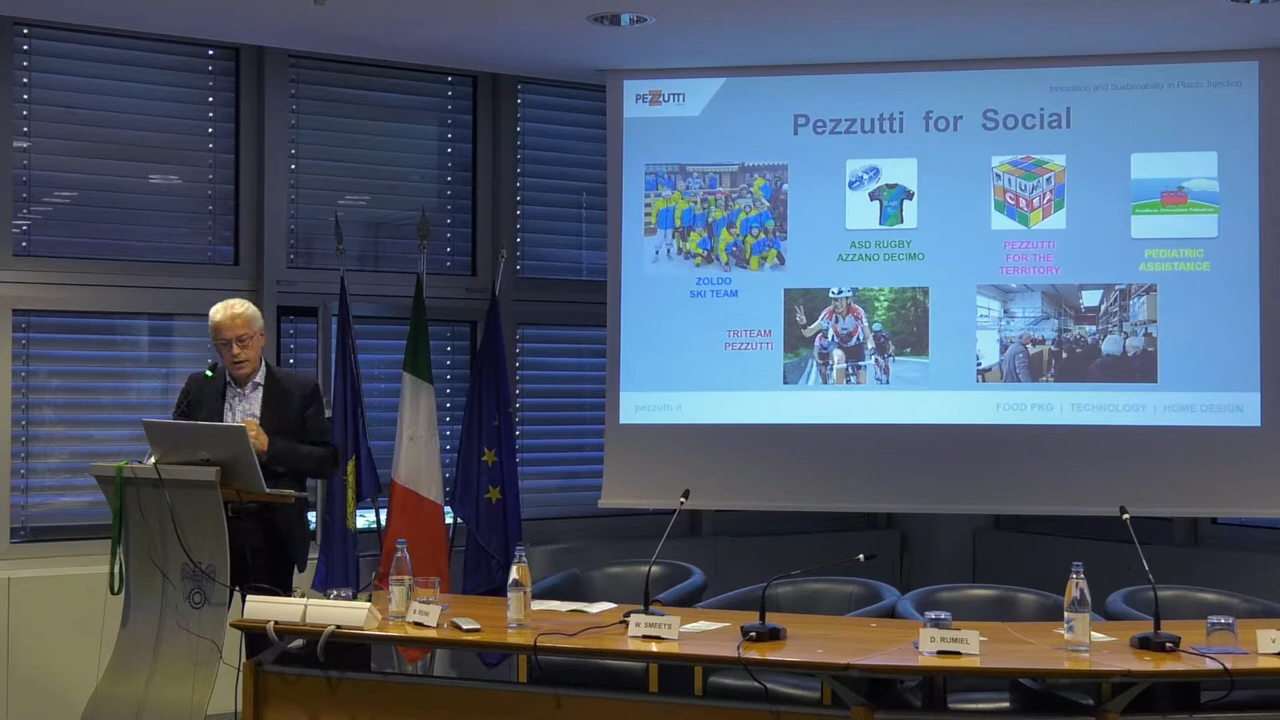 PEZZUTTI
Innovation and Sustainability in Plastic Injection
Pezzutti for Social
ZOLDO
SKI TEAM
ASD RUGBY
AZZANO DECIMO
PEZZUTTI
FOR THE
TERRITORY
PEDIATRIC
ASSISTANCE
TRITEAM
PEZZUTTI
pezzutti.it
FOOD PKG | TECHNOLOGY | HOME DESIGN
W. SMEETS
D. RUMIEL
V.